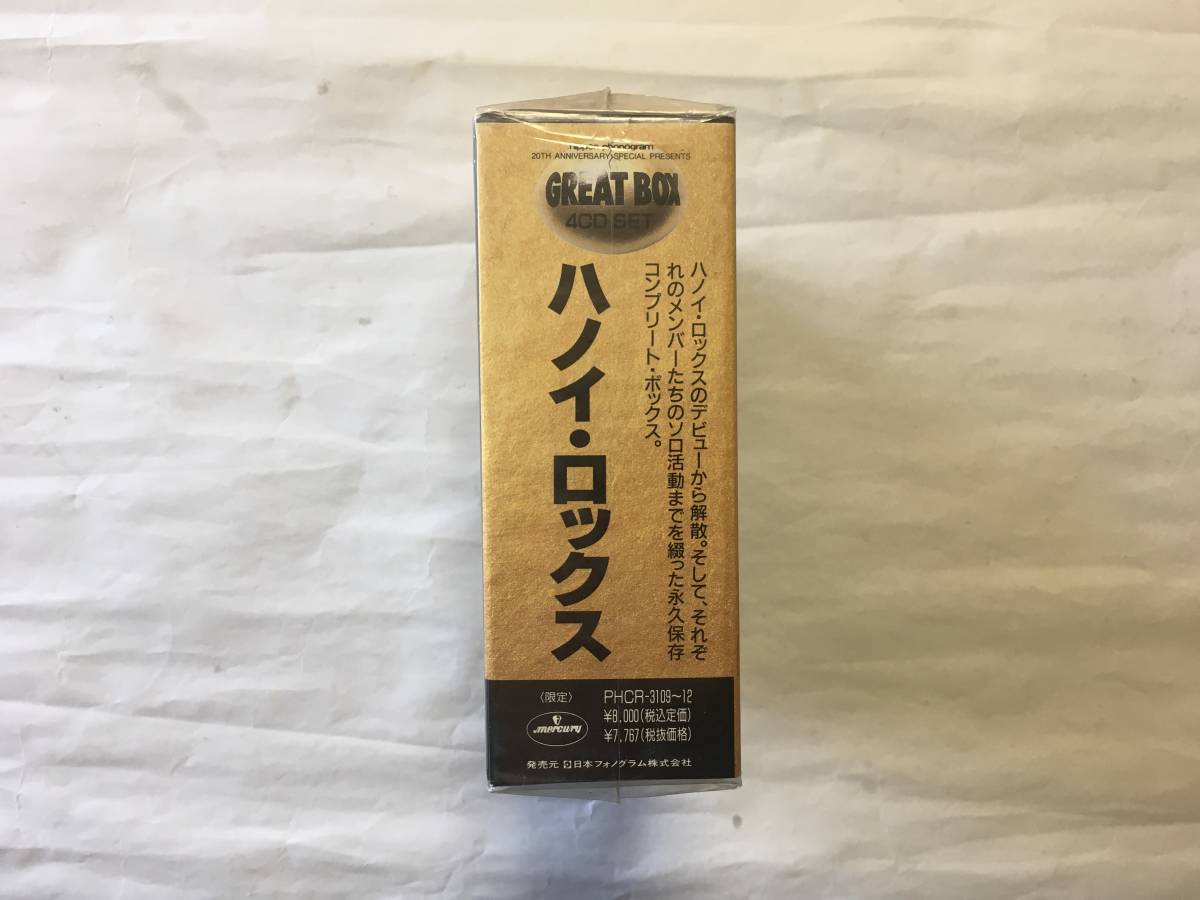 nippon phonogram
20TH ANNIVERSARY SPECIAL PRESENTS
GREAT BOX
4CD SET
ハノイ・ロックス
ハノイ・ロックスのデビューから解散。そして、それぞ
れのメンバーたちのソロ活動までを綴った永久保存
コンプリート・ボックス。
〈限定〉
PHCR-3109〜12
¥8,000(税込定価)
¥7,767(税抜価格)
mercury
発売元 日本フォノグラム株式会社